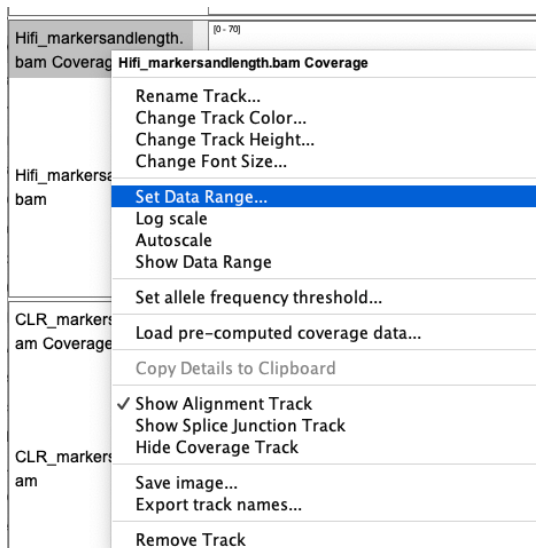 [0 - 70]
Hifi_markersandlength.
bam Coverag
Hifi_markersa
bam
CLR_markers
am Coverage
CLR_markers
am
Hifi_markersandlength.bam Coverage
Rename Track...
Change Track Color...
Change Track Height...
Change Font Size...
Set Data Range...
Log scale
Autoscale
Show Data Range
Set allele frequency threshold...
Load pre-computed coverage data...
Copy Details to Clipboard
✓ Show Alignment Track
Show Splice Junction Track
Hide Coverage Track
Save image...
Export track names...
Remove Track